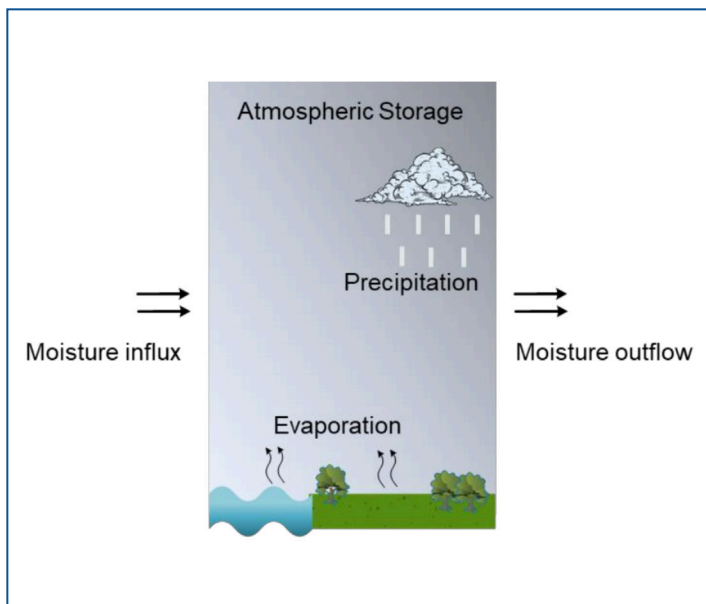 Atmospheric Storage
Precipitation
Moisture influx
Moisture outflow
Evaporation